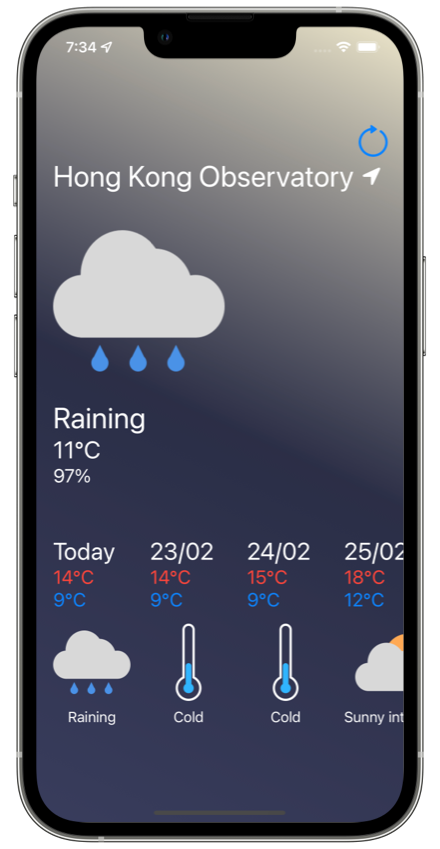 7:34
Hong Kong Observatory
Raining
11°C
97%
Today 23/02 24/02 25/02
14°C 14°C 15°C 18°C
9°C 9°C 9°C 12°C
Raining Cold Cold Sunny int